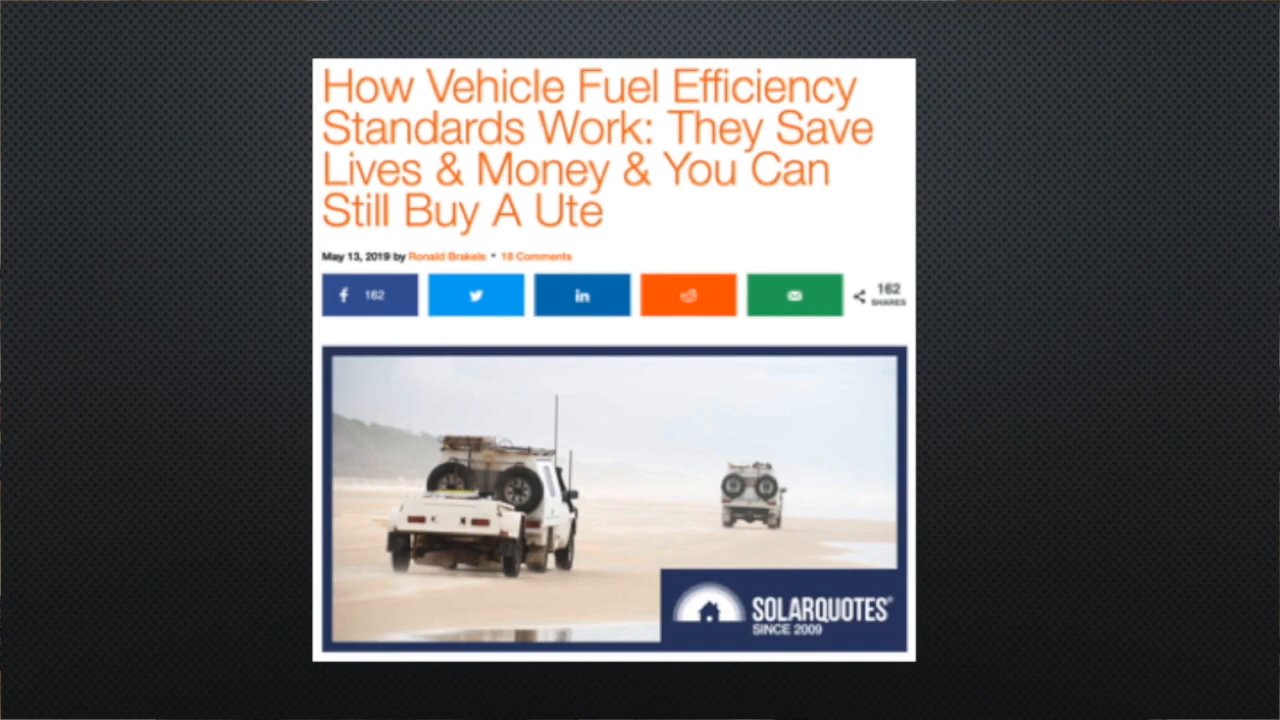 How Vehicle Fuel Efficiency
Standards Work: They Save
Lives & Money & You Can
Still Buy A Ute
May 13, 2019 by Ronald Brakels • 18 Comments
162
162
SHARES
SOLARQUOTES®
SINCE 2009